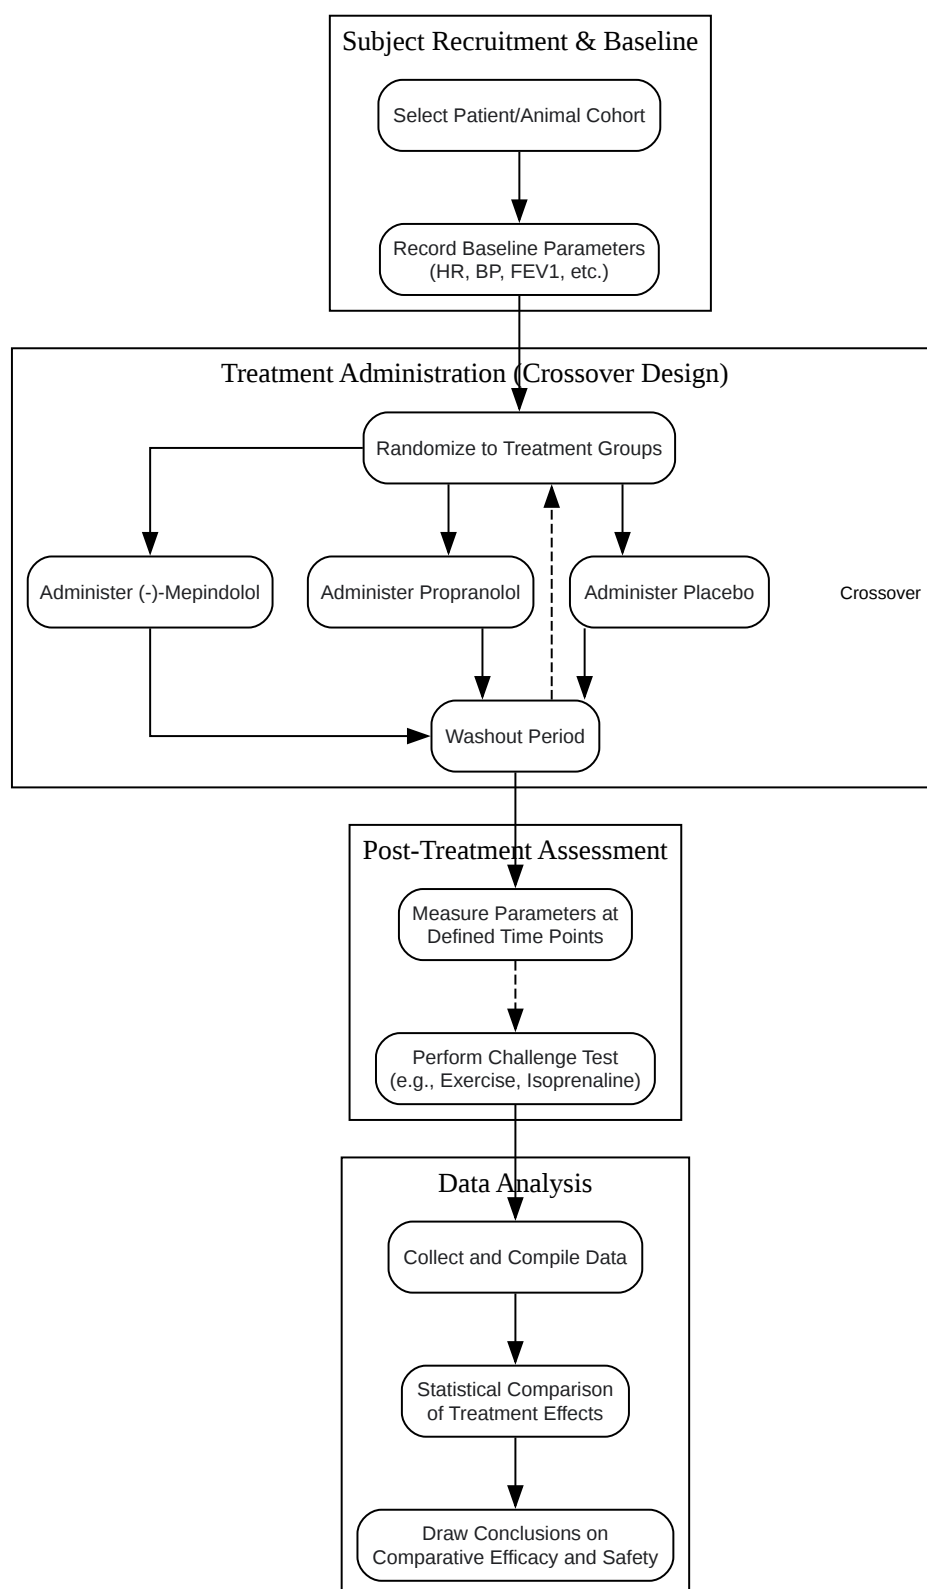 Subject Recruitment & Baseline
Select Patient/Animal Cohort
Record Baseline Parameters
(HR, BP, FEV1, etc.)
Treatment Administration (Crossover Design)
Randomize to Treatment Groups
Administer (-)-Mepindolol
Administer Propranolol
Administer Placebo
Crossover
Washout Period
Post-Treatment Assessment
Measure Parameters at
Defined Time Points
Perform Challenge Test
(e.g., Exercise, Isoprenaline)
Data Analysis
Collect and Compile Data
Statistical Comparison
of Treatment Effects
Draw Conclusions on
Comparative Efficacy and Safety